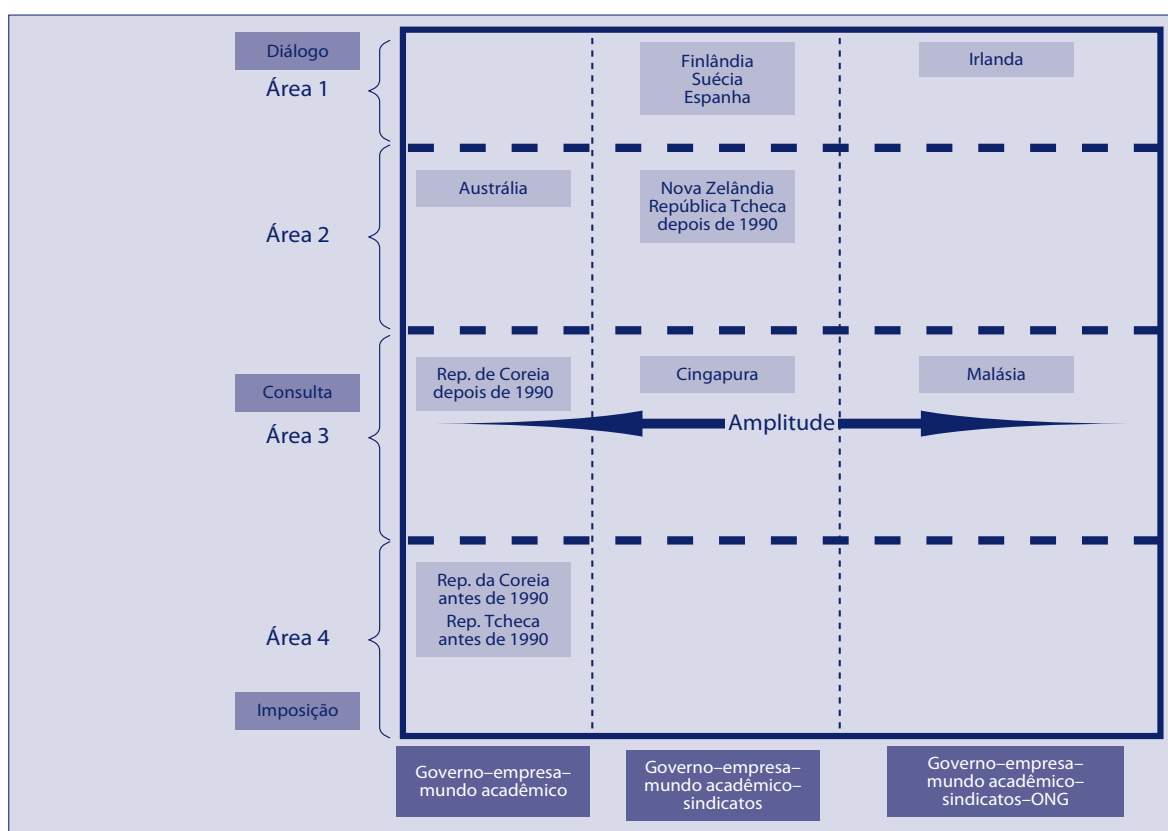 Diálogo
Área 1
Finlândia
Suécia
Espanha
Irlanda
Área 2
Austrália
Nova Zelândia
República Tcheca
depois de 1990
Consulta
Área 3
Rep. de Coreia
depois de 1990
Cingapura
Malásia
Amplitude
Área 4
Rep. da Coreia
antes de 1990
Rep. Tcheca
antes de 1990
Imposição
Governo–empresa–
mundo acadêmico
Governo–empresa–
mundo acadêmico–
sindicatos
Governo–empresa–
mundo acadêmico–
sindicatos–ONG